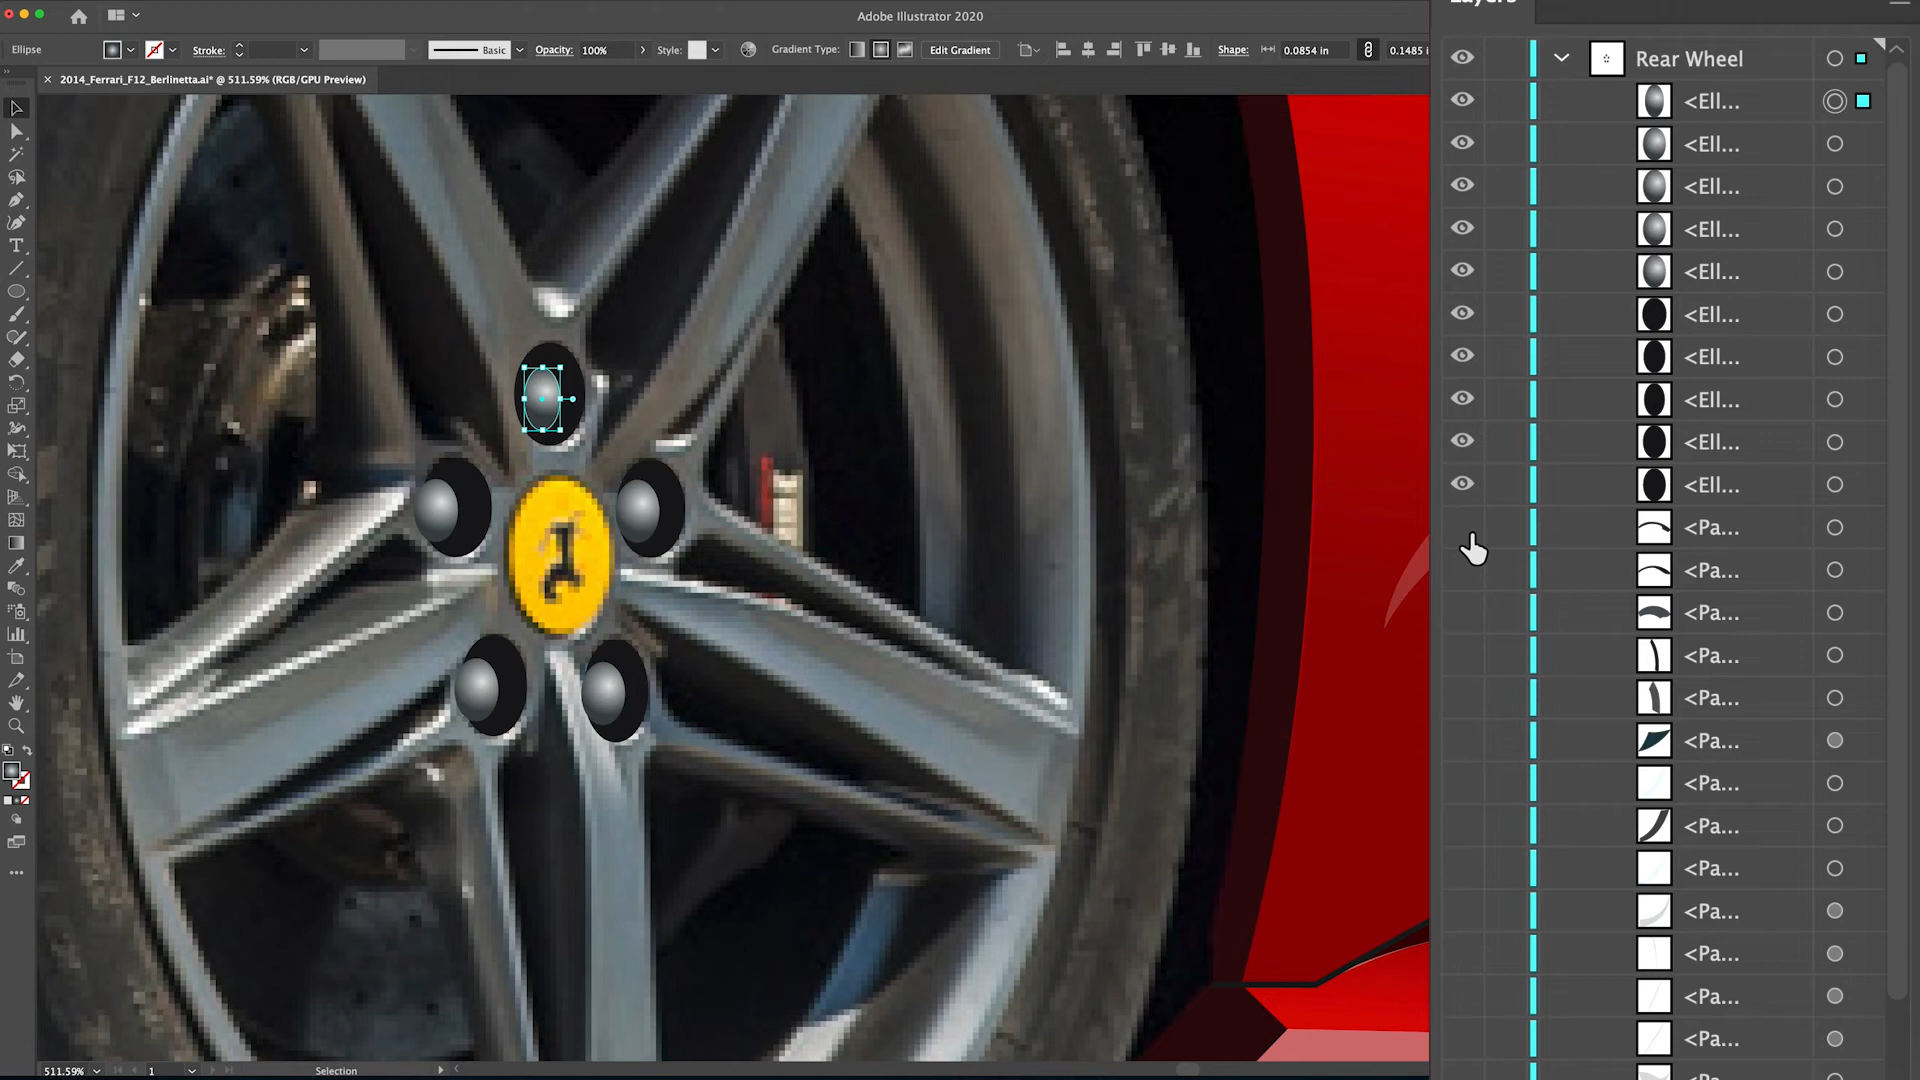 Adobe Illustrator 2020
Ellipse
Stroke:
Basic
Opacity:
100%
Style:
Gradient Type:
Edit Gradient
Shape:
0.0854 in
0.1485 i
2014_Ferrari_F12_Berlinetta.ai* @ 511.59% (RGB/GPU Preview)
Layers
Rear Wheel
<Ell...
<Ell...
<Ell...
<Ell...
<Ell...
<Ell...
<Ell...
<Ell...
<Ell...
<Ell...
<Pa...
<Pa...
<Pa...
<Pa...
<Pa...
<Pa...
<Pa...
<Pa...
<Pa...
<Pa...
<Pa...
<Pa...
<Pa...
511.59%
1
Selection